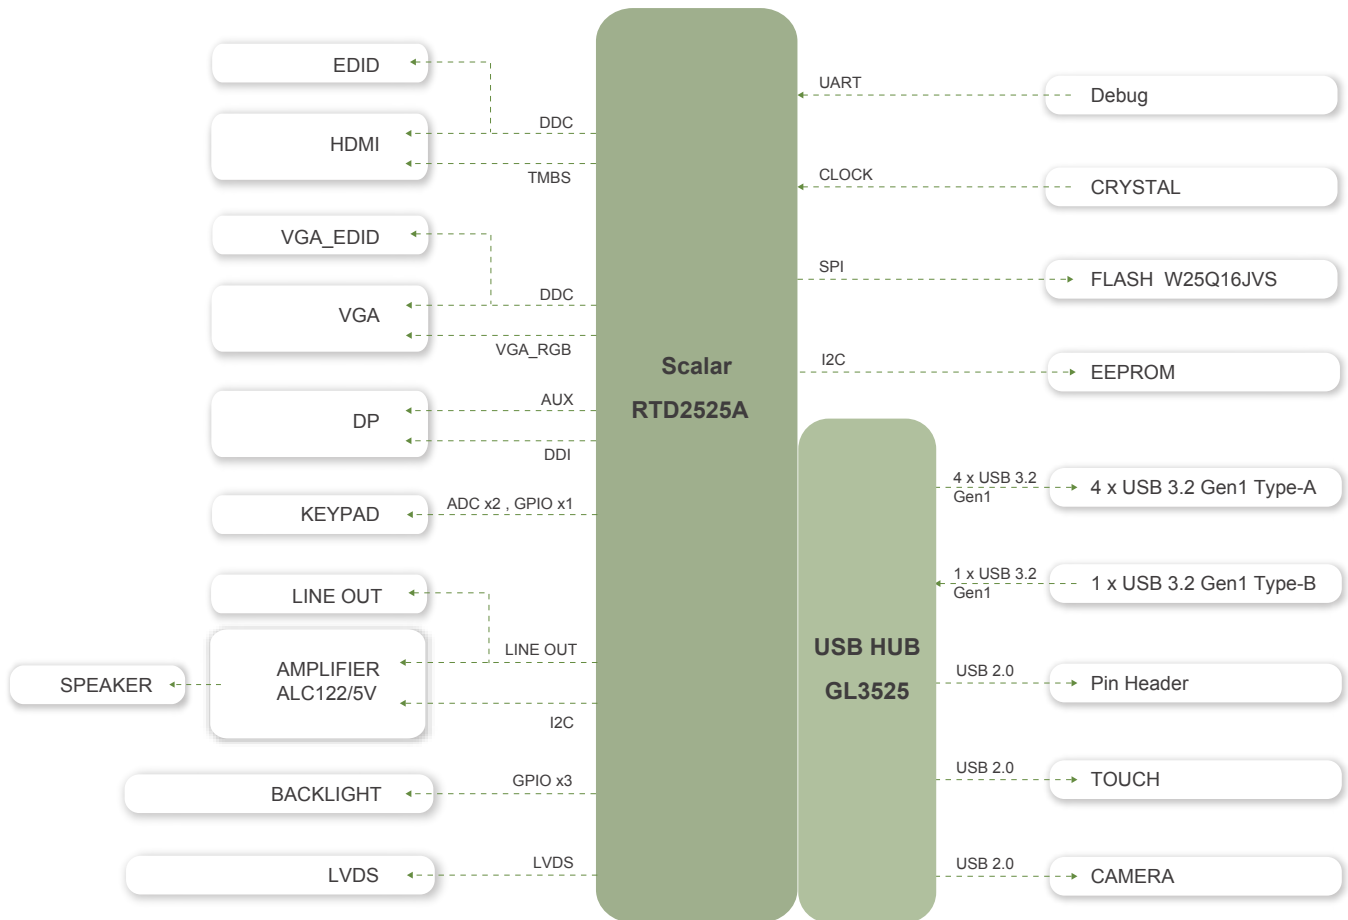 EDID
DDC
HDMI
TMBS
VGA_EDID
DDC
VGA
VGA_RGB
AUX
DP
DDI
KEYPAD
ADC x2 , GPIO x1
LINE OUT
LINE OUT
AMPLIFIER
ALC122/5V
SPEAKER
I2C
GPIO x3
BACKLIGHT
LVDS
LVDS
Scalar
RTD2525A
USB HUB
GL3525
UART
Debug
CLOCK
CRYSTAL
SPI
FLASH W25Q16JVS
I2C
EEPROM
4 x USB 3.2
Gen1
4 x USB 3.2 Gen1 Type-A
1 x USB 3.2
Gen1
1 x USB 3.2 Gen1 Type-B
USB 2.0
Pin Header
USB 2.0
TOUCH
USB 2.0
CAMERA